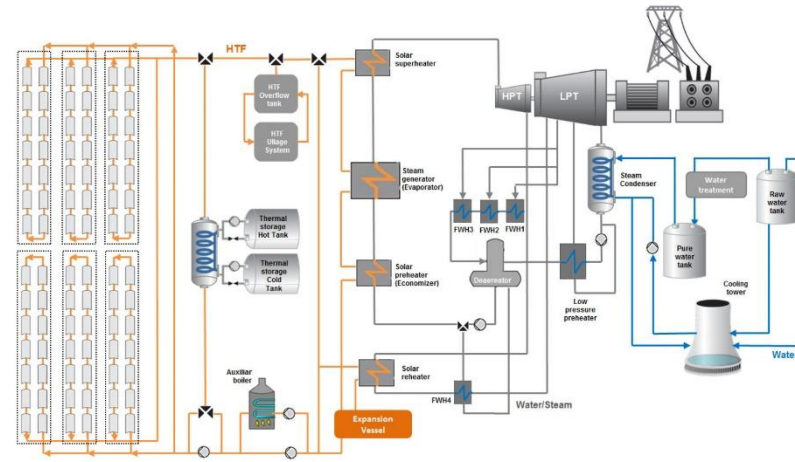 HTF
HTF
Overflow
tank
HTF
Ullage
System
Solar
superheater
HPT
LPT
Steam generator
(Evaporator)
Steam
Condenser
Water
treatment
Raw
water
tank
FWH3
FWH2
FWH1
Thermal
storage
Hot Tank
Thermal
storage
Cold
Tank
Solar
preheater
(Economizer)
Deaereator
Pure
water
tank
Low
pressure
preheater
Cooling
tower
Water
Auxiliar
boiler
Solar
reheater
FWH4
Water/Steam
Expansion
Vessel